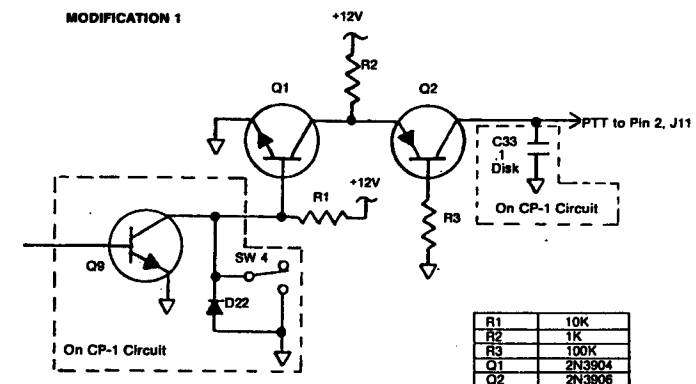 MODIFICATION 1
+12V
R2
Q1
Q2
PTT to Pin 2, J11
C33
.1
Disk
On CP-1 Circuit
+12V
R1
R3
Q9
SW 4
D22
On CP-1 Circuit
R1 10K
R2 1K
R3 100K
Q1 2N3904
Q2 2N3906